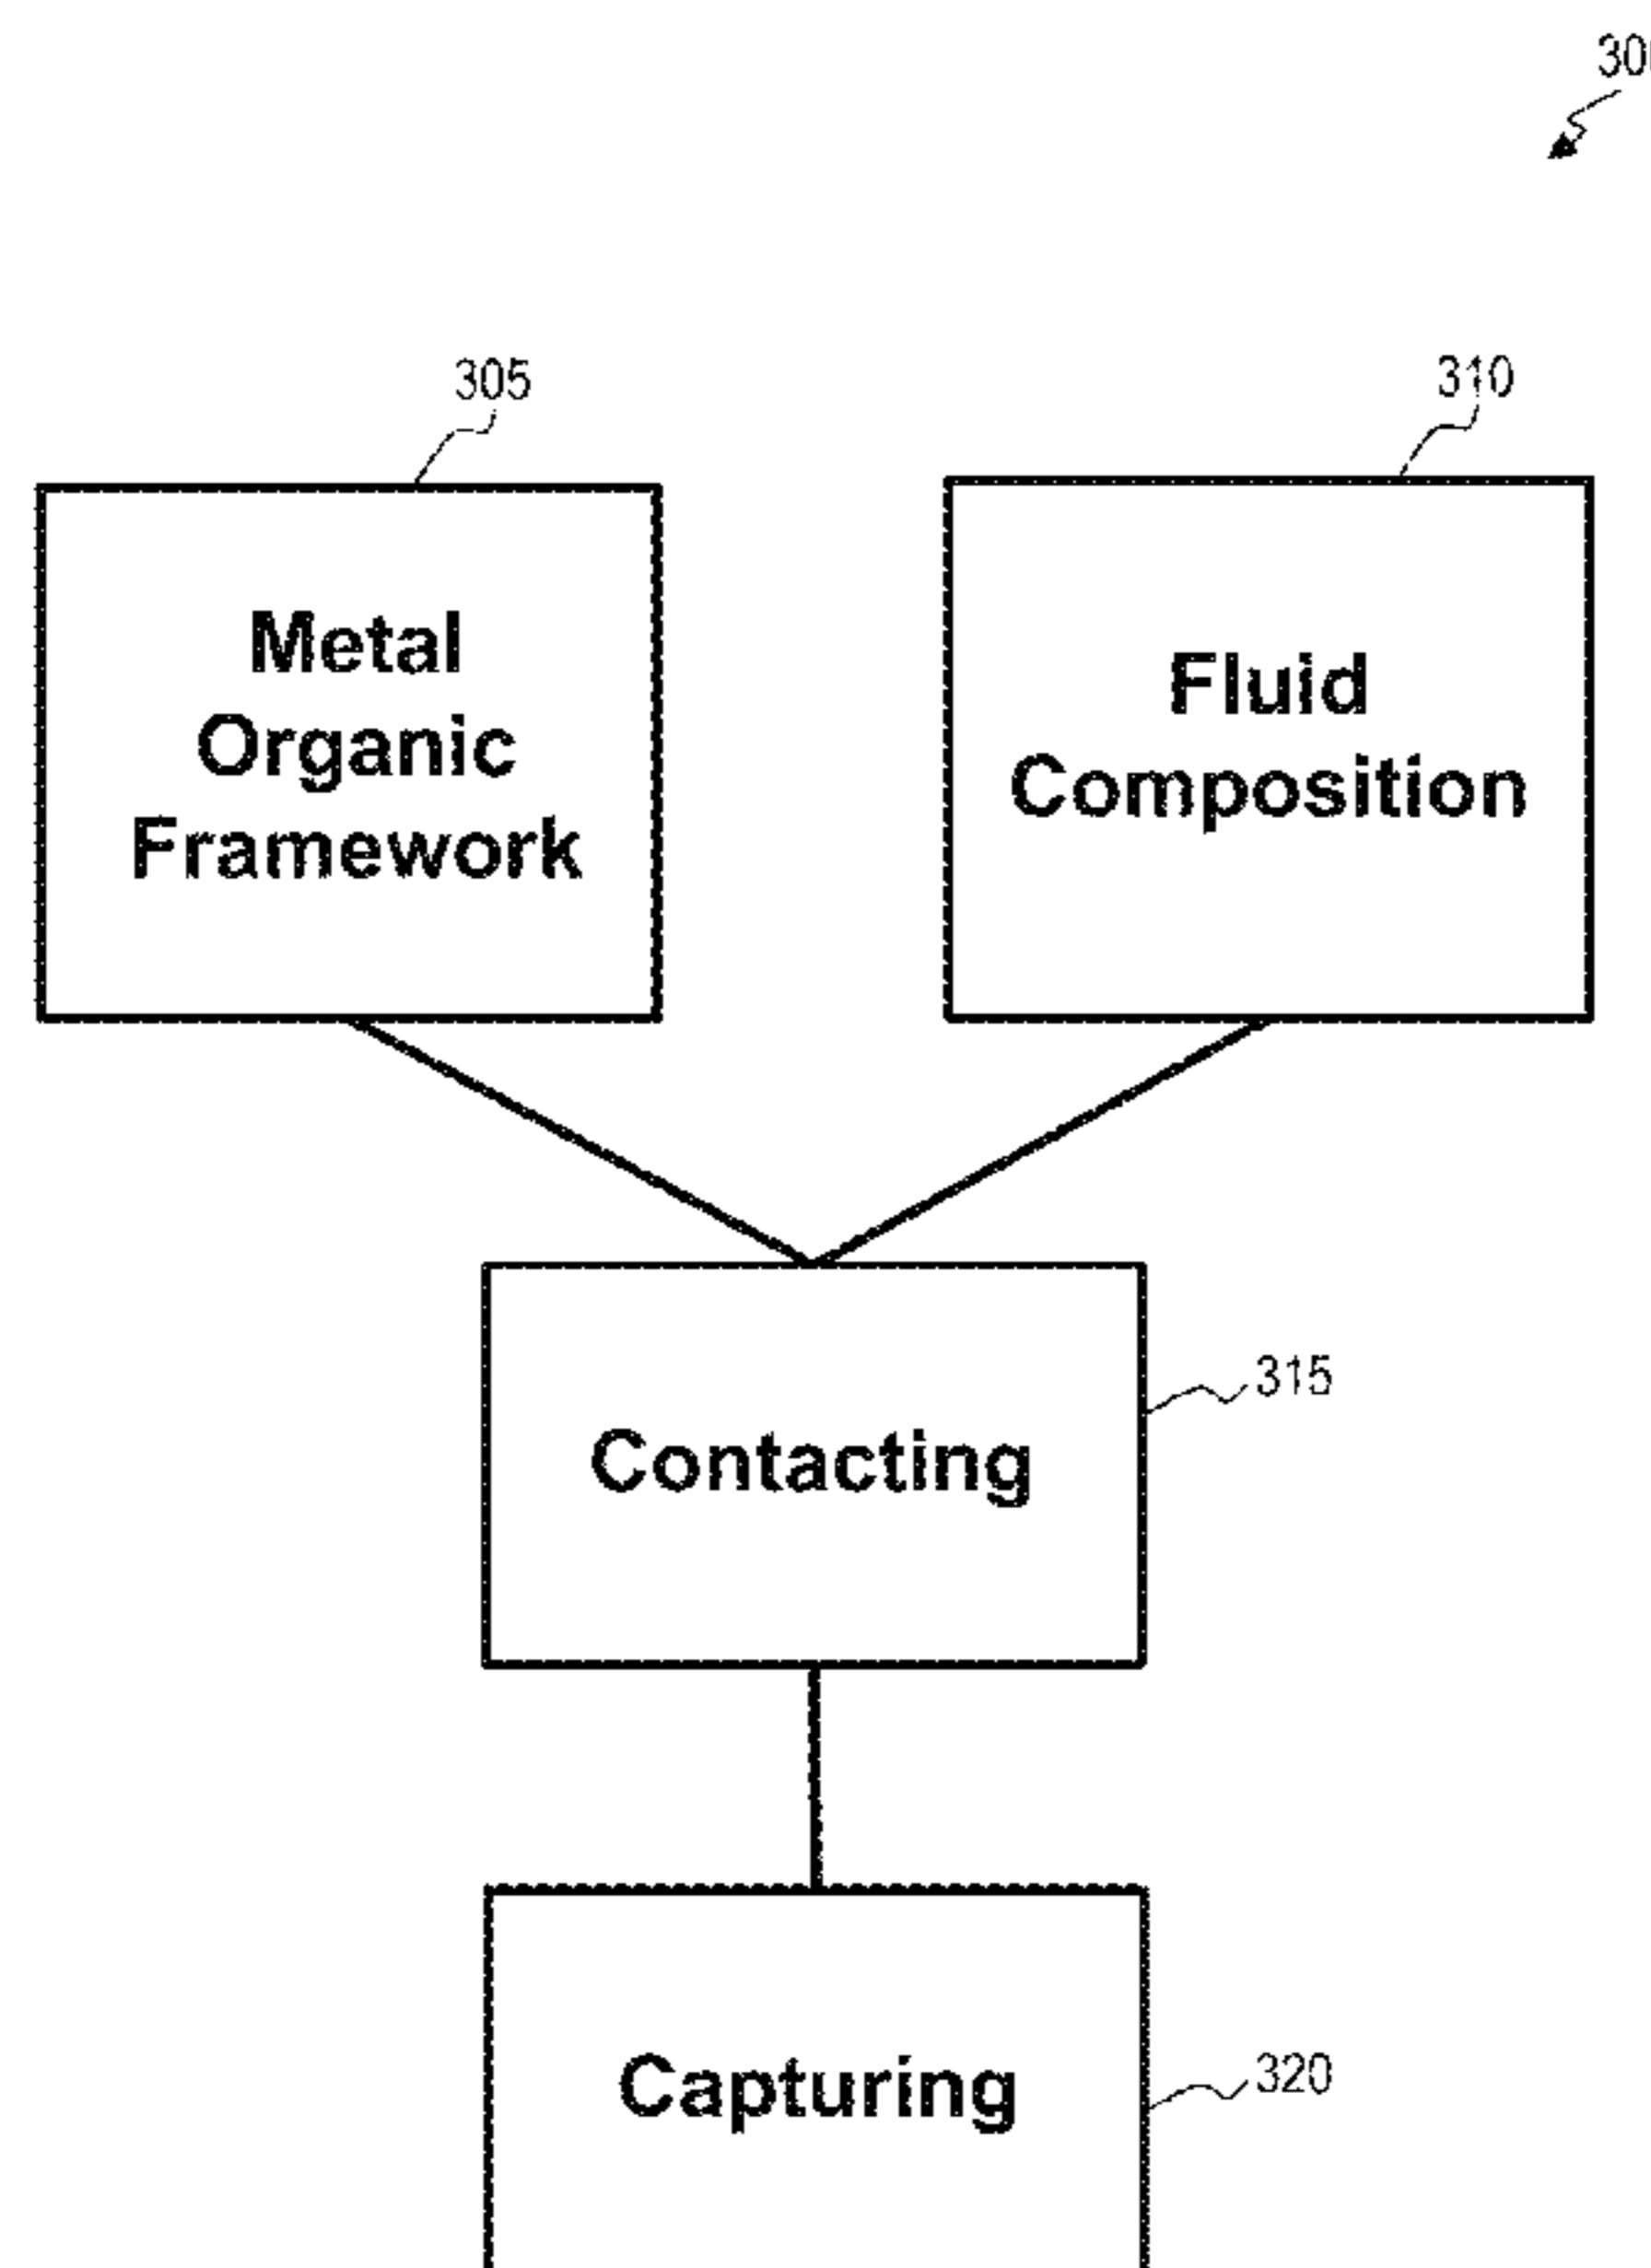 305
310
Metal
Organic
Framework
Fluid
Composition
Contacting
315
Capturing
320